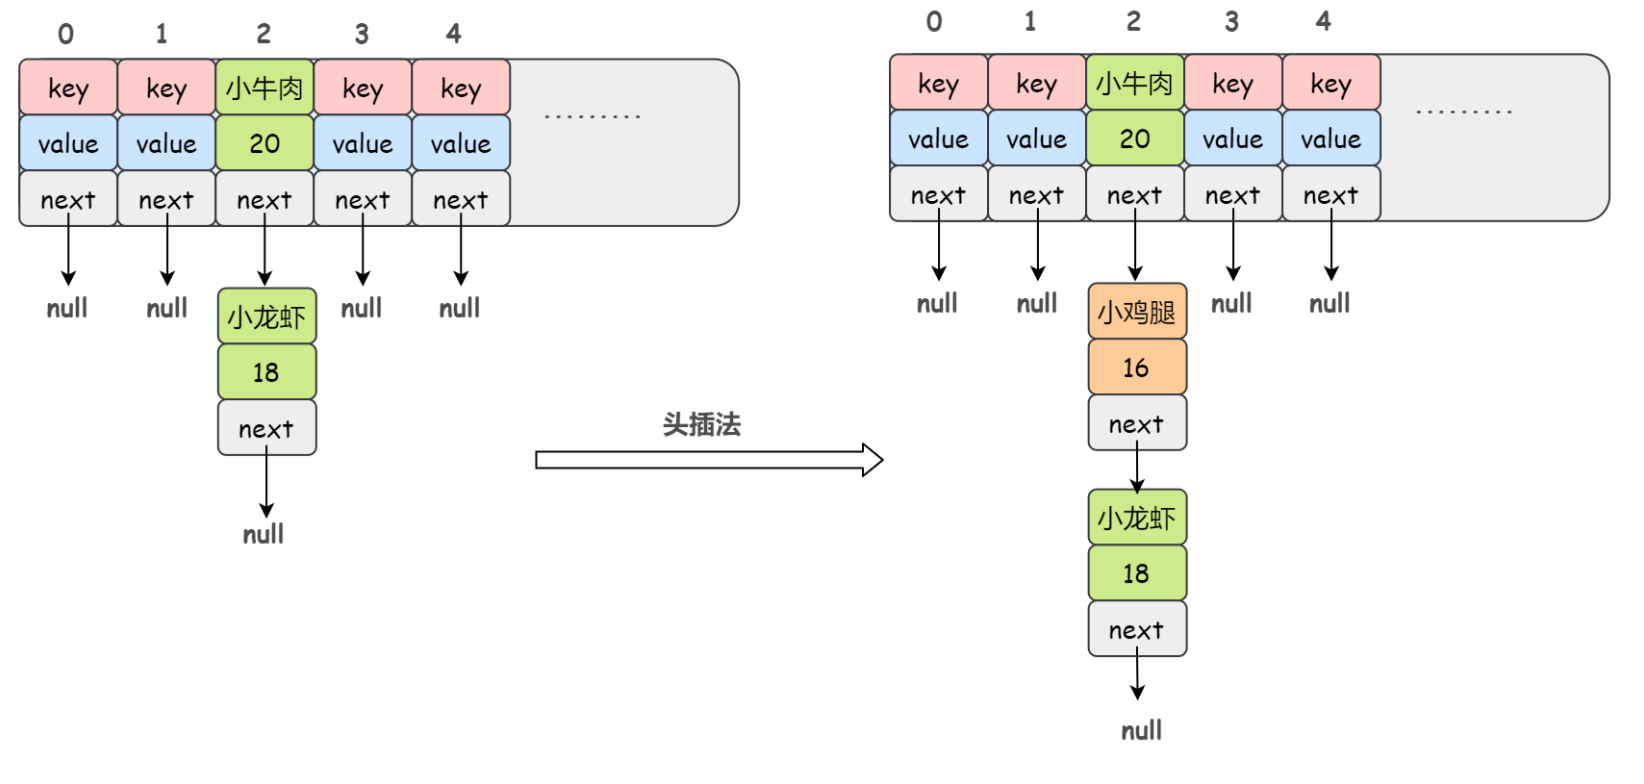 0 1 2 3 4
key key 小牛肉 key key
value value 20 value value
next next next next next
.........
null null null null
小龙虾
18
next
null
头插法
0 1 2 3 4
key key 小牛肉 key key
value value 20 value value
next next next next next
.........
null null null null
小鸡腿
16
next
小龙虾
18
next
null